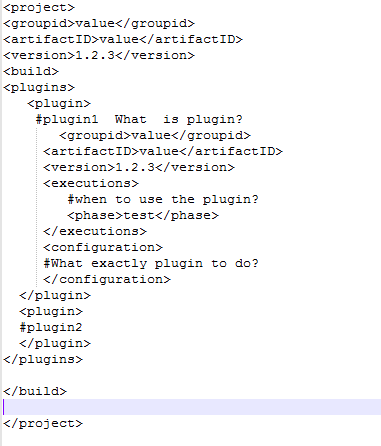 <project>
<groupid>value</groupid>
<artifactID>value</artifactID>
<version>1.2.3</version>
<build>
<plugins>
<plugin>
#plugin1  What  is plugin?
<groupid>value</groupid>
<artifactID>value</artifactID>
<version>1.2.3</version>
<executions>
#when to use the plugin?
<phase>test</phase>
</executions>
<configuration>
#What exactly plugin to do?
</configuration>
</plugin>
<plugin>
#plugin2
</plugin>
</plugins>
</build>
</project>